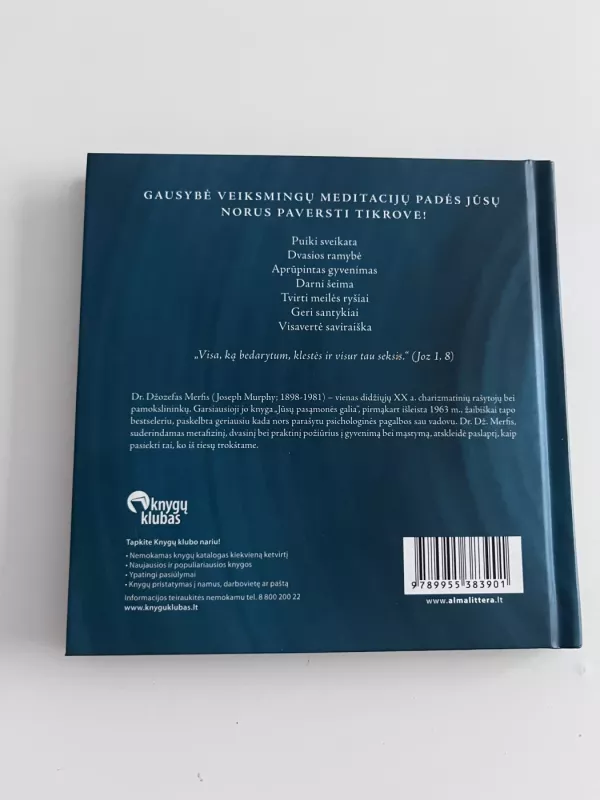 GAUSYBĖ VEIKSMINGŲ MEDITACIJŲ PADĖS JŪSŲ
NORUS PAVERSTI TIKROVE!
Puiki sveikata
Dvasios ramybė
Aprūpintas gyvenimas
Darni šeima
Tvirti meilės ryšiai
Geri santykiai
Visavertė saviraiška
„Visa, ką bedarytum, klestės ir visur tau seksis.“ (Joz 1, 8)
Dr. Džozefas Merfis (Joseph Murphy; 1898-1981) – vienas didžiųjų XX a. charizmatinių rašytojų bei
pamokslininkų. Garsiausioji jo knyga „Jūsų pasąmonės galia“, pirmąkart išleista 1963 m., žaibiškai tapo
bestseleriu, paskelbta geriausiu kada nors parašytu psichologinės pagalbos sau vadovu. Dr. Dž. Merfis,
suderindamas metafizinį, dvasinį bei praktinį požiūrius į gyvenimą bei mąstymą, atskleidė paslaptį, kaip
pasiekti tai, ko iš tiesų trokštame.
knygų
klubas
Tapkite Knygų klubo nariu!
• Nemokamas knygų katalogas kiekvieną ketvirtį
• Naujausios ir populiariausios knygos
• Ypatingi pasiūlymai
• Knygų pristatymas į namus, darbovietę ar paštą
Informacijos teiraukitės nemokamu tel. 8 800 200 22
www.knyguklubas.lt
9 789955 383901
www.almalittera.lt